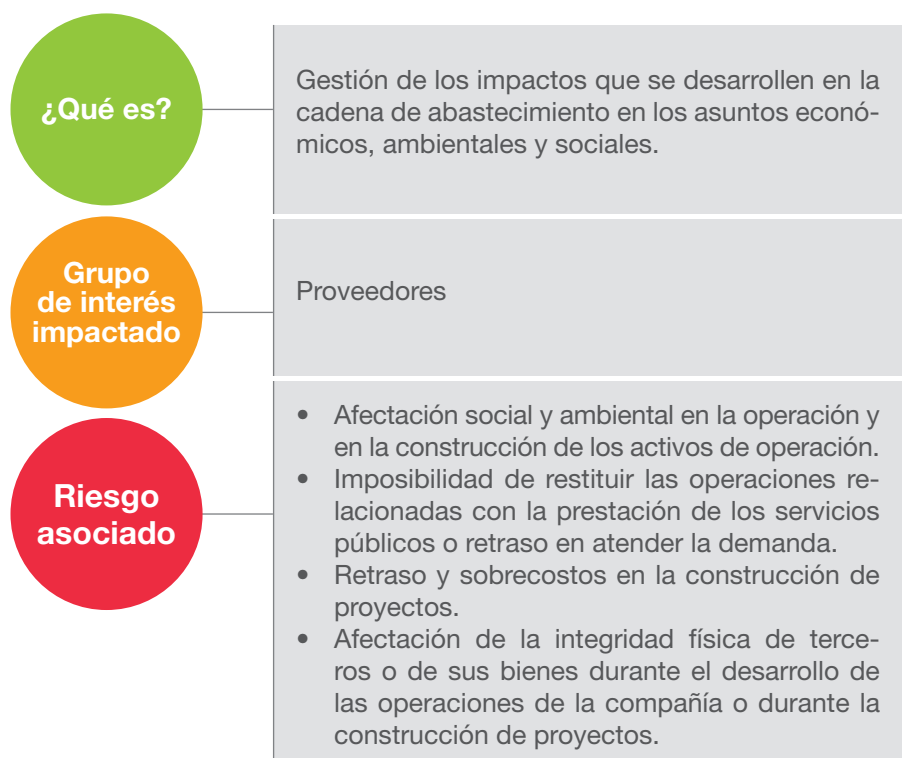 ¿Qué es?
Gestión de los impactos que se desarrollen en la
cadena de abastecimiento en los asuntos econó-
micos, ambientales y sociales.
Grupo
de interés
impactado
Proveedores
Riesgo
asociado
• Afectación social y ambiental en la operación y
en la construcción de los activos de operación.
• Imposibilidad de restituir las operaciones re-
lacionadas con la prestación de los servicios
públicos o retraso en atender la demanda.
• Retraso y sobrecostos en la construcción de
proyectos.
• Afectación de la integridad física de terce-
ros o de sus bienes durante el desarrollo de
las operaciones de la compañía o durante la
construcción de proyectos.